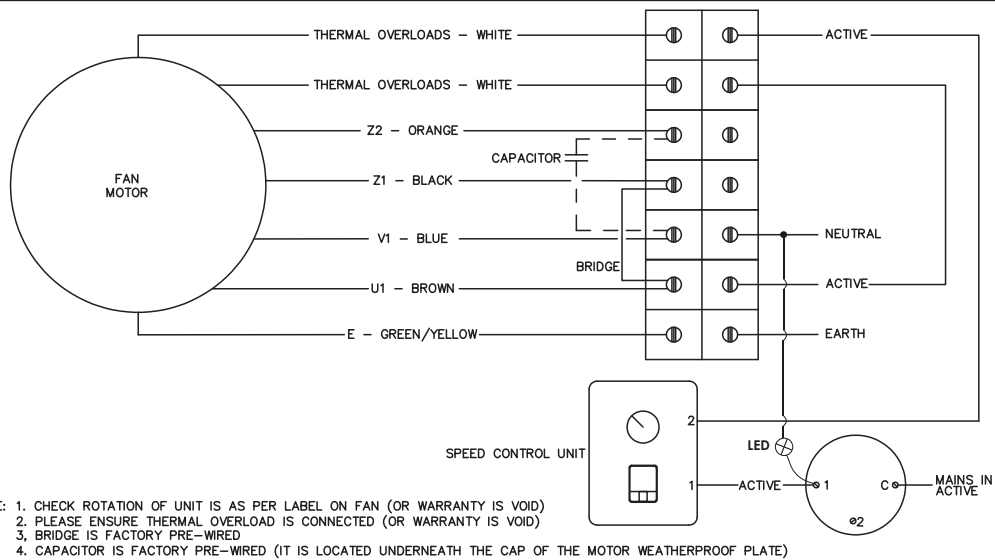 THERMAL OVERLOADS - WHITE
ACTIVE
THERMAL OVERLOADS - WHITE
Z2 - ORANGE
CAPACITOR
FAN
MOTOR
Z1 - BLACK
V1 - BLUE
NEUTRAL
BRIDGE
U1 - BROWN
ACTIVE
E - GREEN/YELLOW
EARTH
2
SPEED CONTROL UNIT
LED
1
ACTIVE
1
C
MAINS IN
ACTIVE
2
E: 1. CHECK ROTATION OF UNIT IS AS PER LABEL ON FAN (OR WARRANTY IS VOID)
2. PLEASE ENSURE THERMAL OVERLOAD IS CONNECTED (OR WARRANTY IS VOID)
3, BRIDGE IS FACTORY PRE-WIRED
4. CAPACITOR IS FACTORY PRE-WIRED (IT IS LOCATED UNDERNEATH THE CAP OF THE MOTOR WEATHERPROOF PLATE)